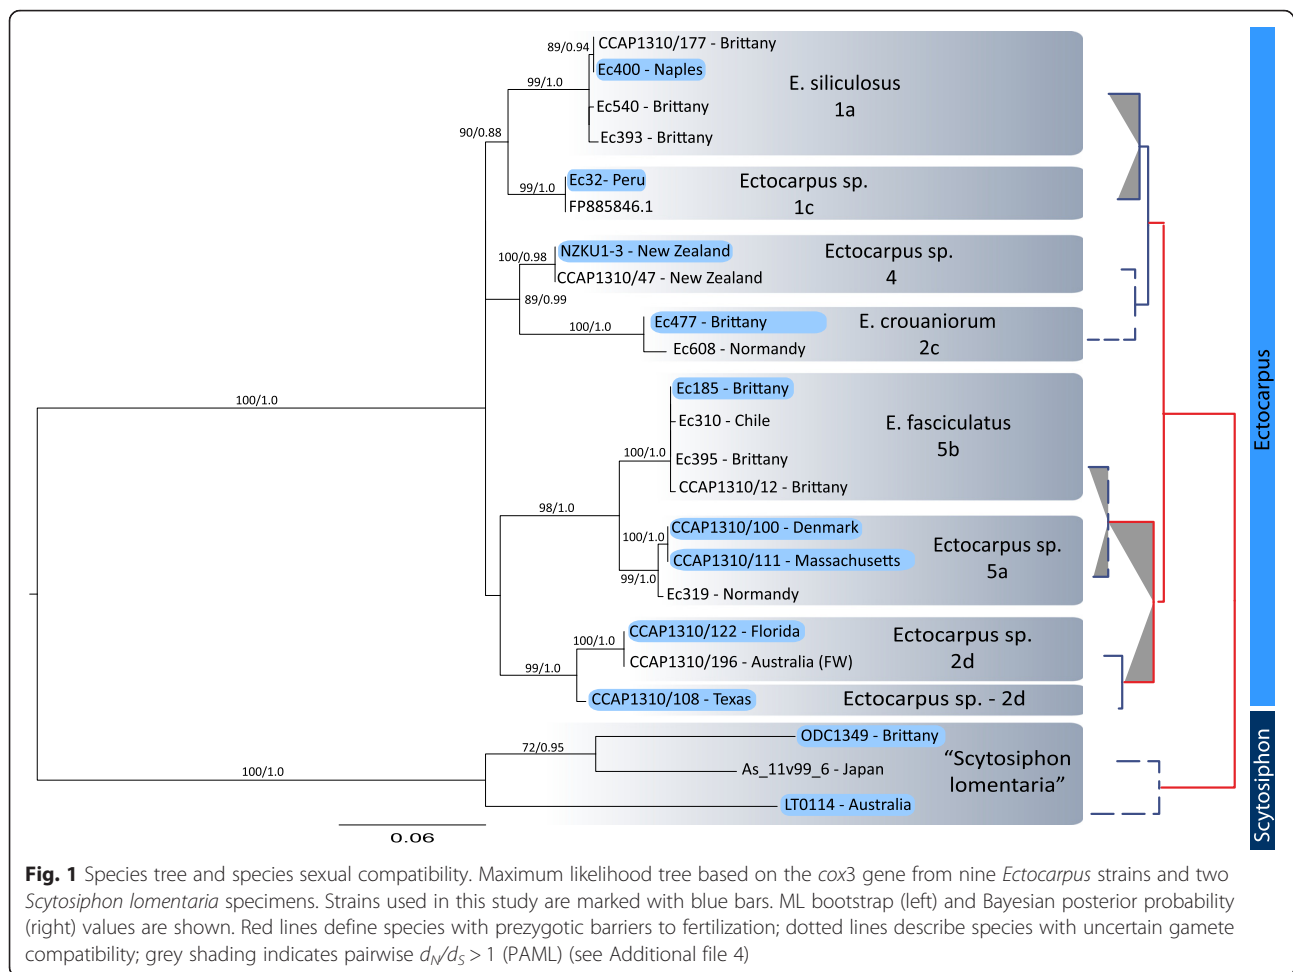 CCAP1310/177 - Brittany
89/0.94
Ec400 - Naples
99/1.0
E. siliculosus
1a
Ec540 - Brittany
90/0.88
Ec393 - Brittany
Ec32- Peru
99/1.0
FP885846.1
Ectocarpus sp.
1c
NZKU1-3 - New Zealand
100/0.98
CCAP1310/47 - New Zealand
Ectocarpus sp.
4
89/0.99
Ec477 - Brittany
100/1.0
Ec608 - Normandy
E. crouaniorum
2c
Ec185 - Brittany
100/1.0
Ec310 - Chile
E. fasciculatus
5b
100/1.0
Ec395 - Brittany
CCAP1310/12 - Brittany
98/1.0
CCAP1310/100 - Denmark
100/1.0
CCAP1310/111 - Massachusetts
99/1.0
Ec319 - Normandy
Ectocarpus sp.
5a
CCAP1310/122 - Florida
100/1.0
CCAP1310/196 - Australia (FW)
Ectocarpus sp.
2d
99/1.0
CCAP1310/108 - Texas
Ectocarpus sp. - 2d
ODC1349 - Brittany
72/0.95
As_11v99_6 - Japan
100/1.0
LT0114 - Australia
“Scytosiphon
lomentaria”
0.06
Ectocarpus
Scytosiphon
Fig. 1 Species tree and species sexual compatibility. Maximum likelihood tree based on the cox3 gene from nine Ectocarpus strains and two
Scytosiphon lomentaria specimens. Strains used in this study are marked with blue bars. ML bootstrap (left) and Bayesian posterior probability
(right) values are shown. Red lines define species with prezygotic barriers to fertilization; dotted lines describe species with uncertain gamete
compatibility; grey shading indicates pairwise dN/dS > 1 (PAML) (see Additional file 4)